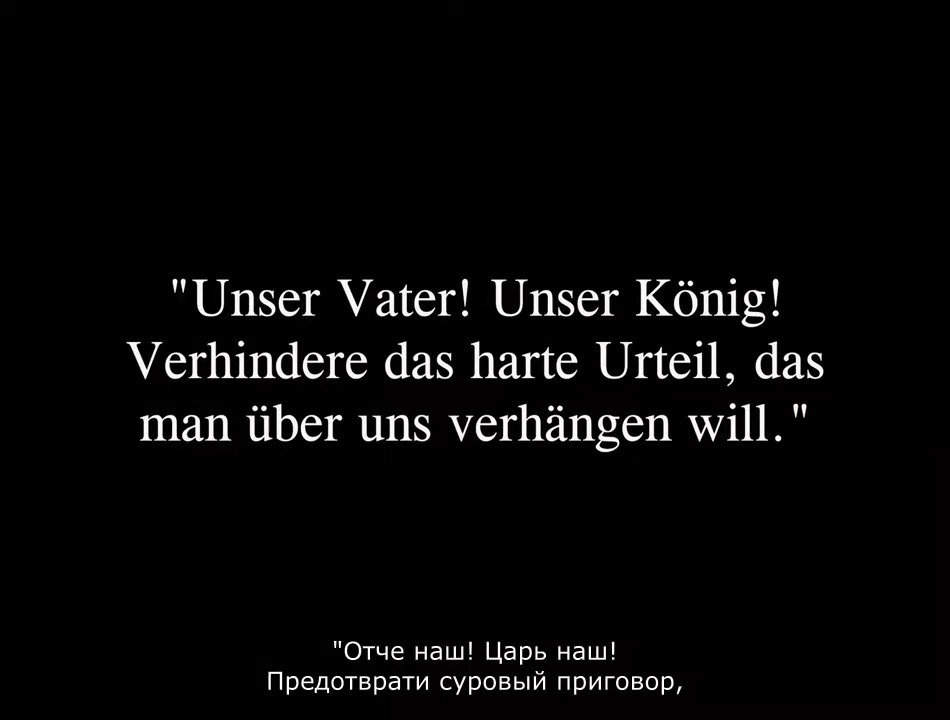 "Unser Vater! Unser König!
Verhindere das harte Urteil, das
man über uns verhängen will."
"Отче наш! Царь наш!
Предотврати суровый приговор,